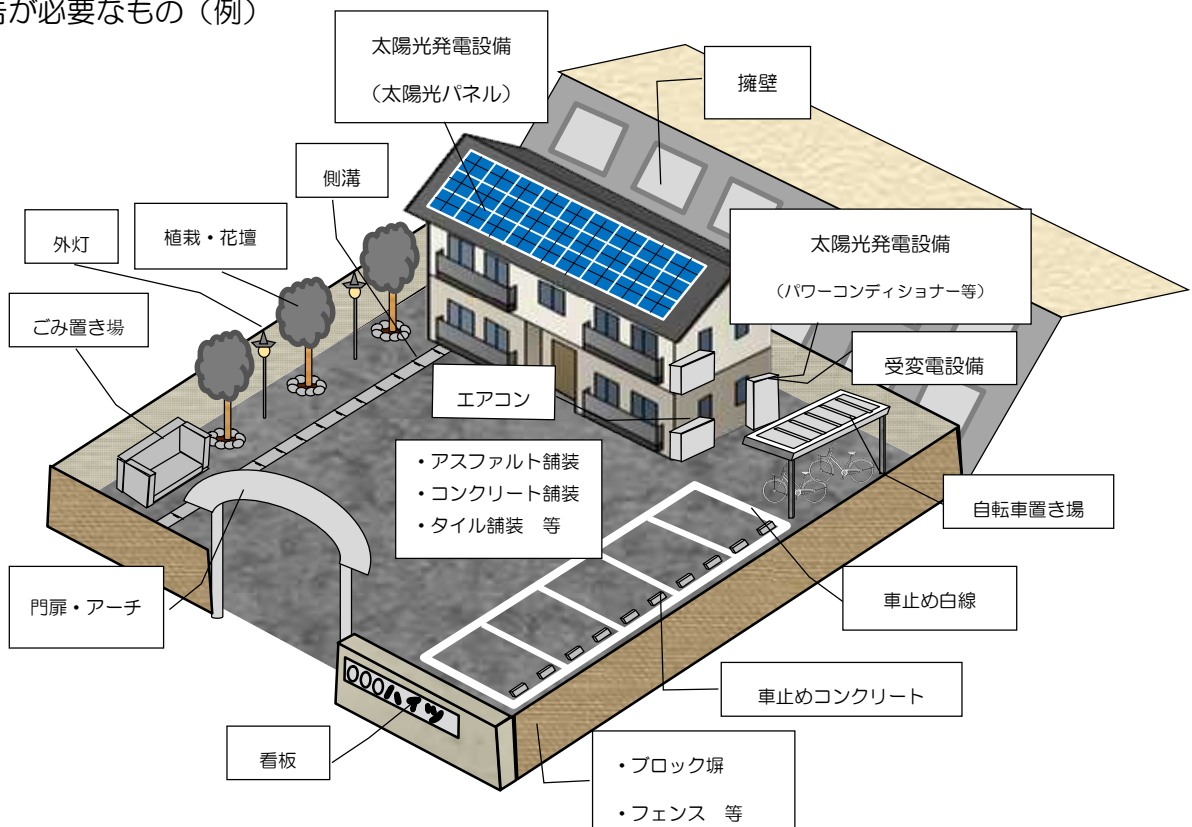 告が必要なもの（例）
太陽光発電設備
（太陽光パネル）
擁壁
側溝
植栽・花壇
外灯
太陽光発電設備
（パワーコンディショナー等）
ごみ置き場
受変電設備
エアコン
・アスファルト舗装
・コンクリート舗装
・タイル舗装　等
自転車置き場
門扉・アーチ
車止め白線
〇〇〇ハイツ
車止めコンクリート
看板
・ブロック塀
・フェンス　等